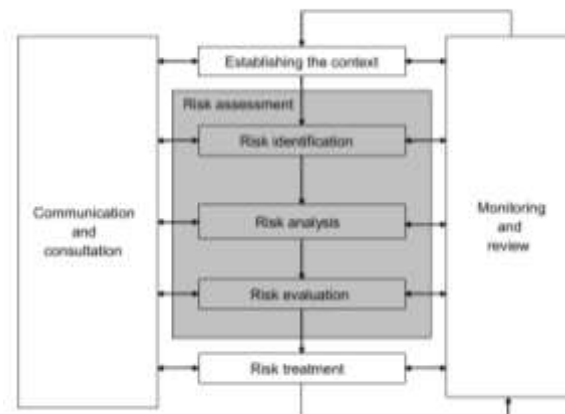 Establishing the context
Risk assessment
Risk identification
Communication
and
consultation
Risk analysis
Monitoring
and
review
Risk evaluation
Risk treatment